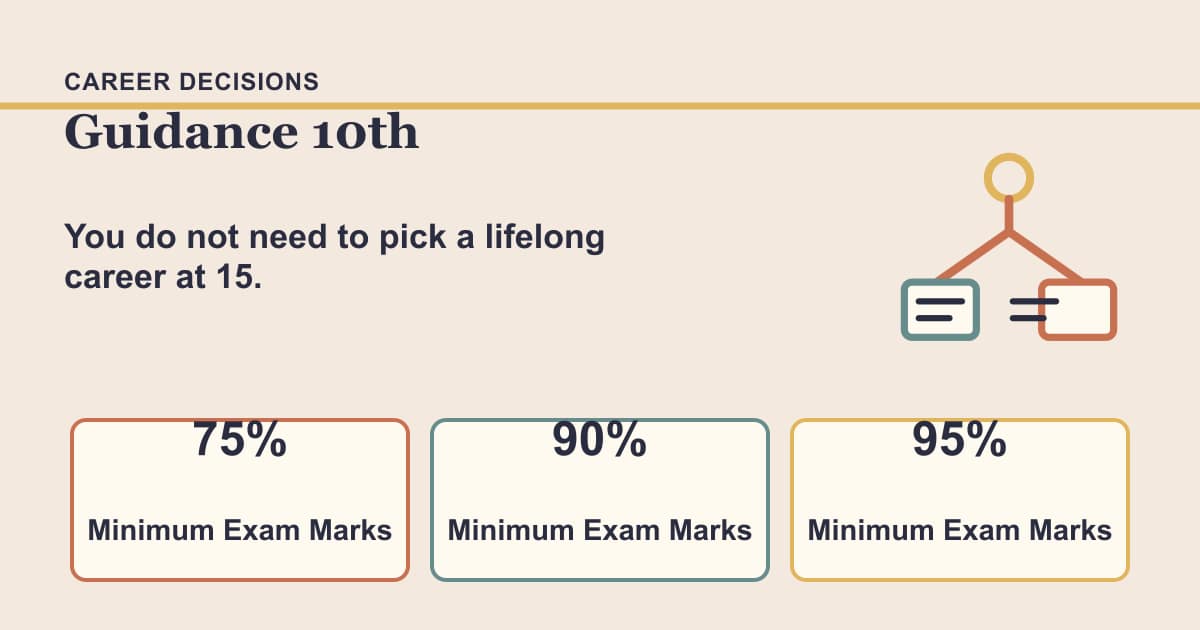 CAREER DECISIONS
Guidance 10th
You do not need to pick a lifelong
career at 15.
75%
Minimum Exam Marks
90%
Minimum Exam Marks
95%
Minimum Exam Marks